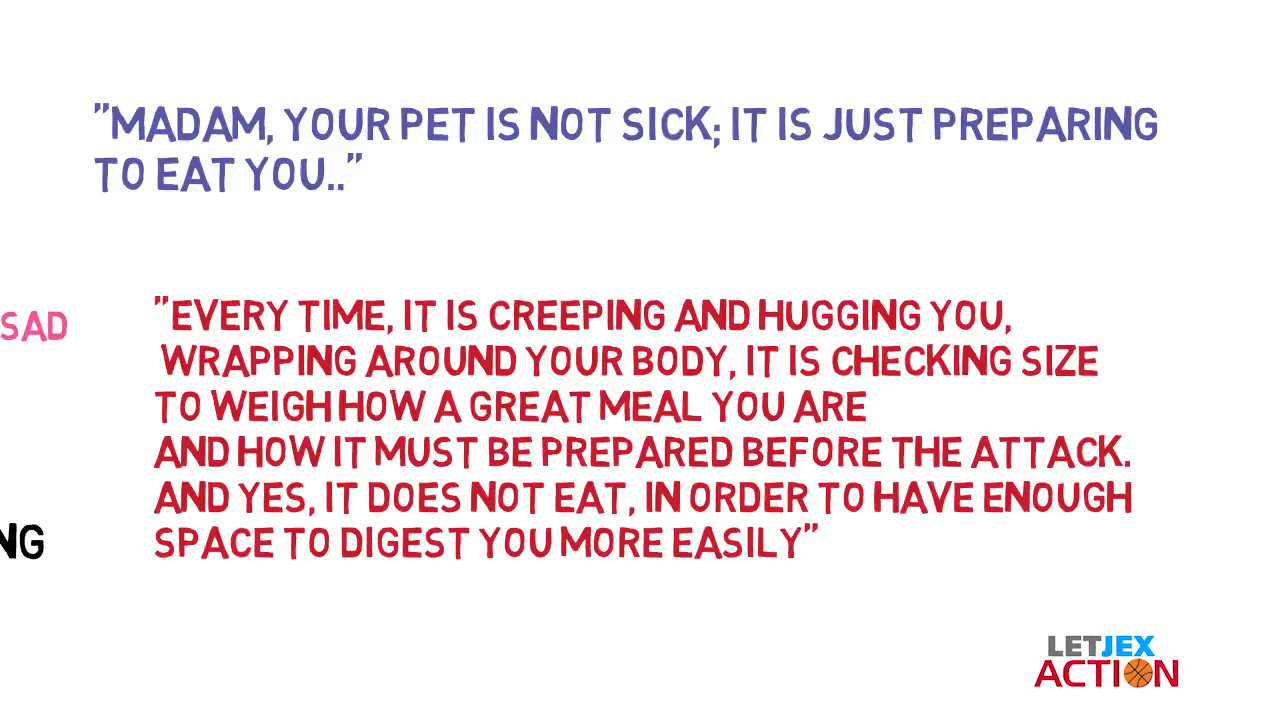 "MADAM, YOUR PET IS NOT SICK; IT IS JUST PREPARING
TO EAT YOU.."
SAD
"EVERY TIME, IT IS CREEPING AND HUGGING YOU,
WRAPPING AROUND YOUR BODY, IT IS CHECKING SIZE
TO WEIGH HOW A GREAT MEAL YOU ARE
AND HOW IT MUST BE PREPARED BEFORE THE ATTACK.
AND YES, IT DOES NOT EAT, IN ORDER TO HAVE ENOUGH
NG
SPACE TO DIGEST YOU MORE EASILY"
LETJEX
ACTION